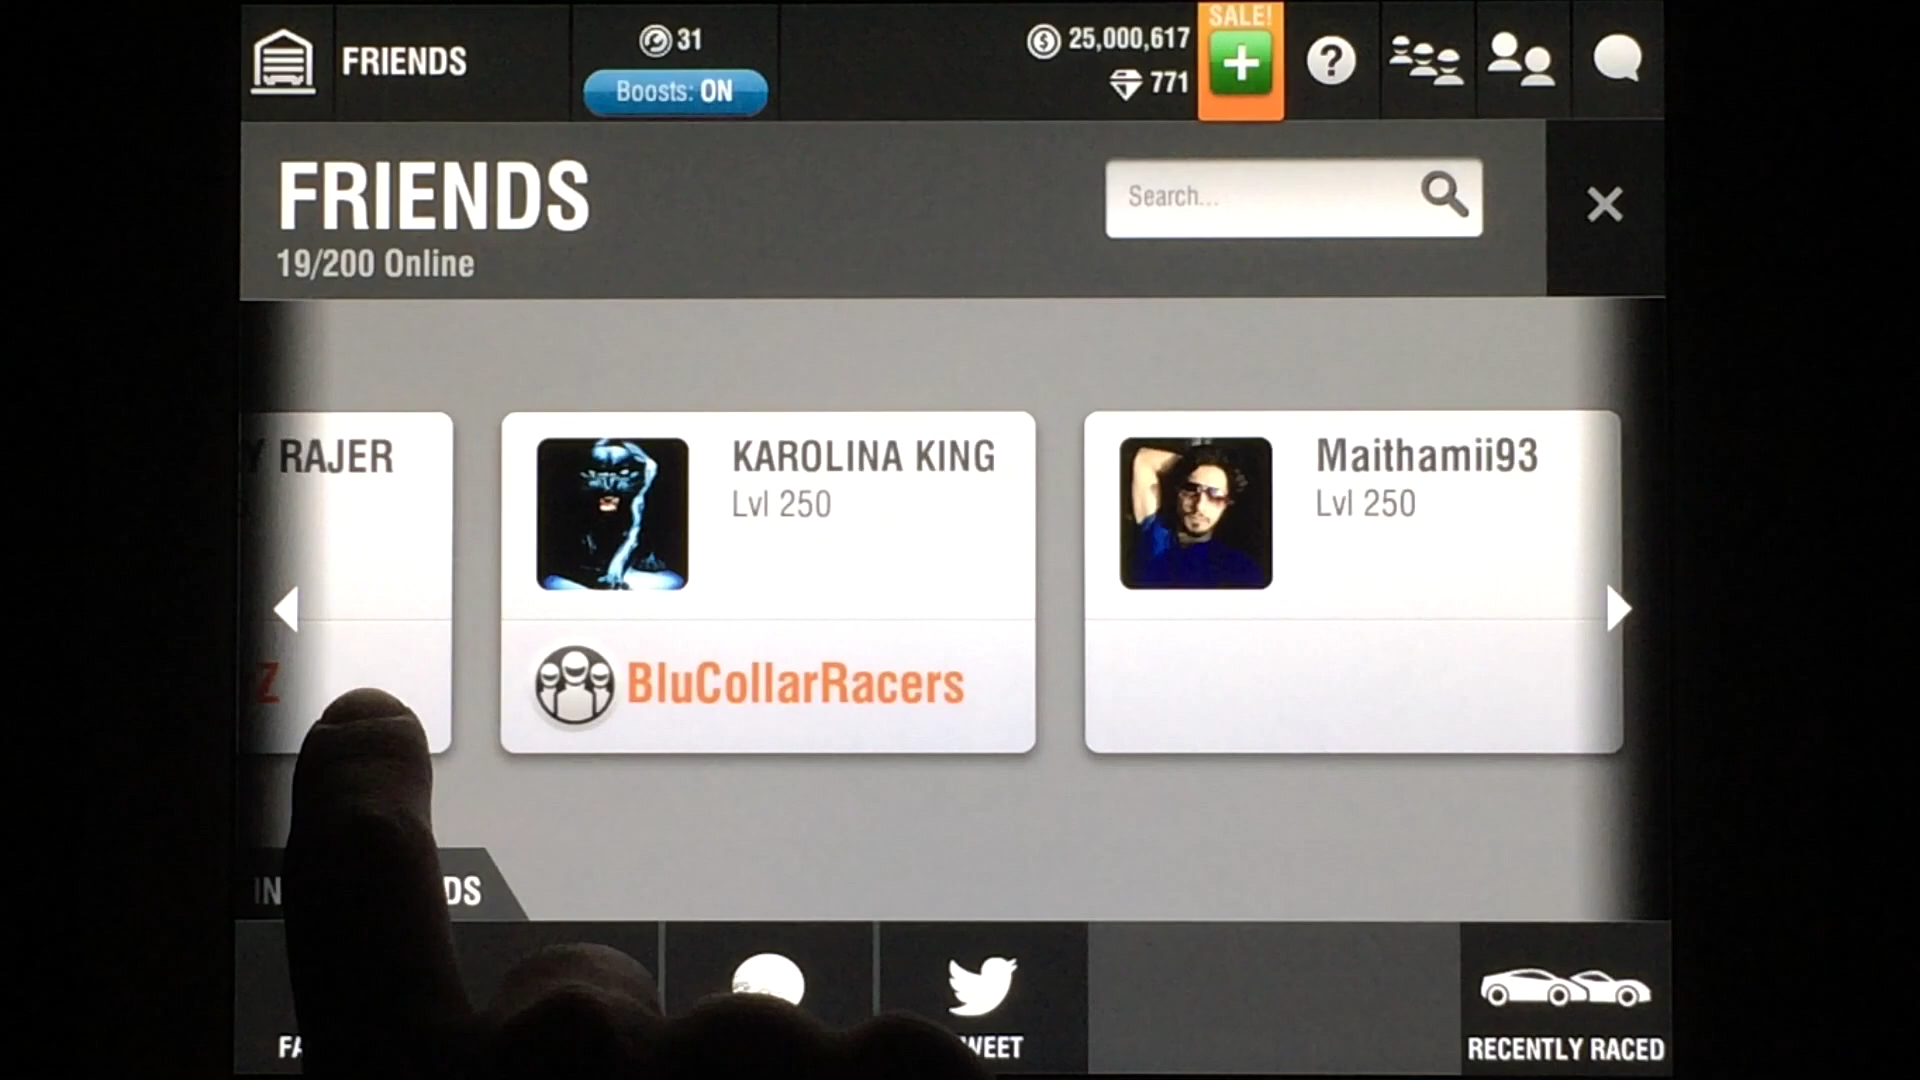 FRIENDS
31
Boosts: ON
25,000,617
771
SALE!
FRIENDS
19/200 Online
Search...
RAJER
KAROLINA KING
Lvl 250
BluCollarRacers
Maithamii93
Lvl 250
RECENTLY RACED